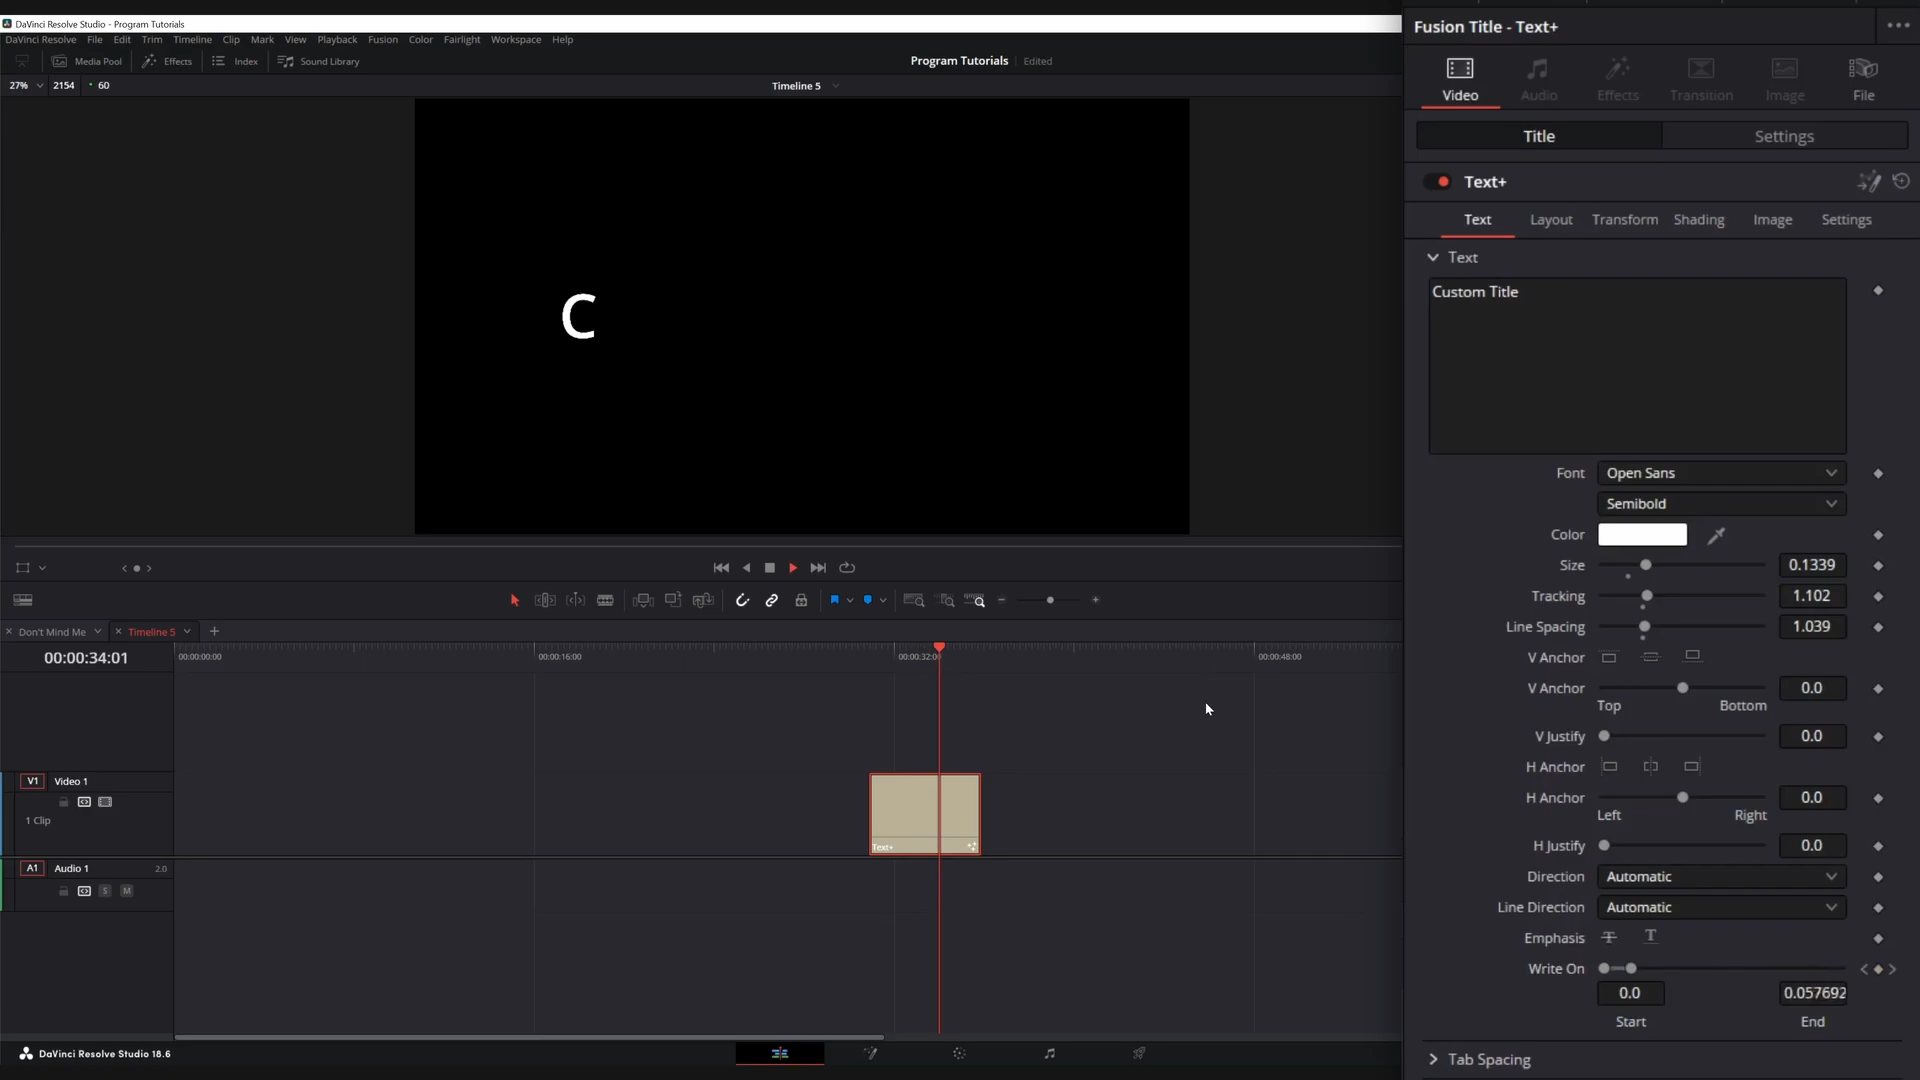 DaVinci Resolve Studio - Program Tutorials
DaVinci Resolve File Edit Trim Timeline Clip Mark View Playback Fusion Color Fairlight Workspace Help
Media Pool Effects Index Sound Library
Program Tutorials Edited
27% 2154 60
Timeline 5
C
Don't Mind Me Timeline 5
00:00:34:01
00:00:00:00 00:00:16:00 00:00:32:00 00:00:48:00
V1 Video 1
1 Clip
Text+
A1 Audio 1 2.0
S M
DaVinci Resolve Studio 18.6
Fusion Title - Text+
Video Audio Effects Transition Image File
Title Settings
Text+
Text Layout Transform Shading Image Settings
Text
Custom Title
Font Open Sans
Semibold
Color
Size 0.1339
Tracking 1.102
Line Spacing 1.039
V Anchor
V Anchor 0.0
Top Bottom
V Justify 0.0
H Anchor
H Anchor 0.0
Left Right
H Justify 0.0
Direction Automatic
Line Direction Automatic
Emphasis T T
Write On
0.0 0.057692
Start End
Tab Spacing